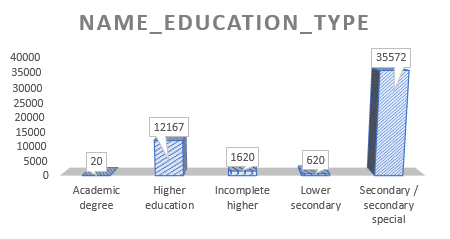 NAME_EDUCATION_TYPE
40000
35000
30000
25000
20000
15000
10000
5000
0
20
12167
1620
620
35572
Academic
degree
Higher
education
Incomplete
higher
Lower
secondary
Secondary /
secondary
special